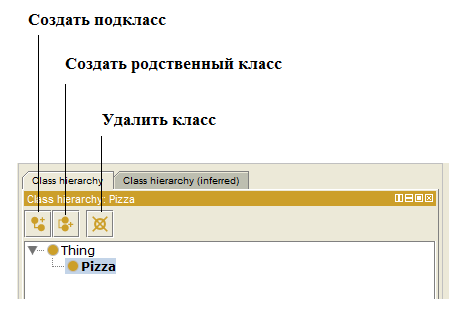 Создать подкласс
Создать родственный класс
Удалить класс
Class hierarchy Class hierarchy (inferred)
Class hierarchy: Pizza
Thing
Pizza